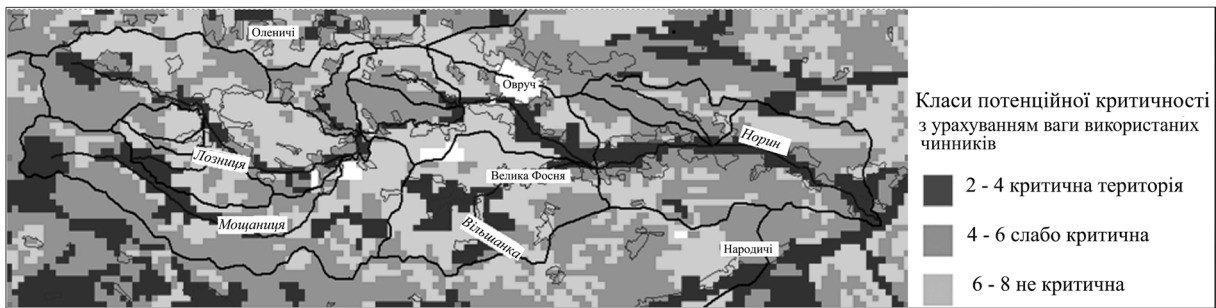 Оленичі
Овруч
Норин
Лозниця
Велика Фосня
Мощаниця
Вільшанка
Народичі
Класи потенційної критичності
з урахуванням ваги використаних
чинників
2 - 4 критична територія
4 - 6 слабо критична
6 - 8 не критична